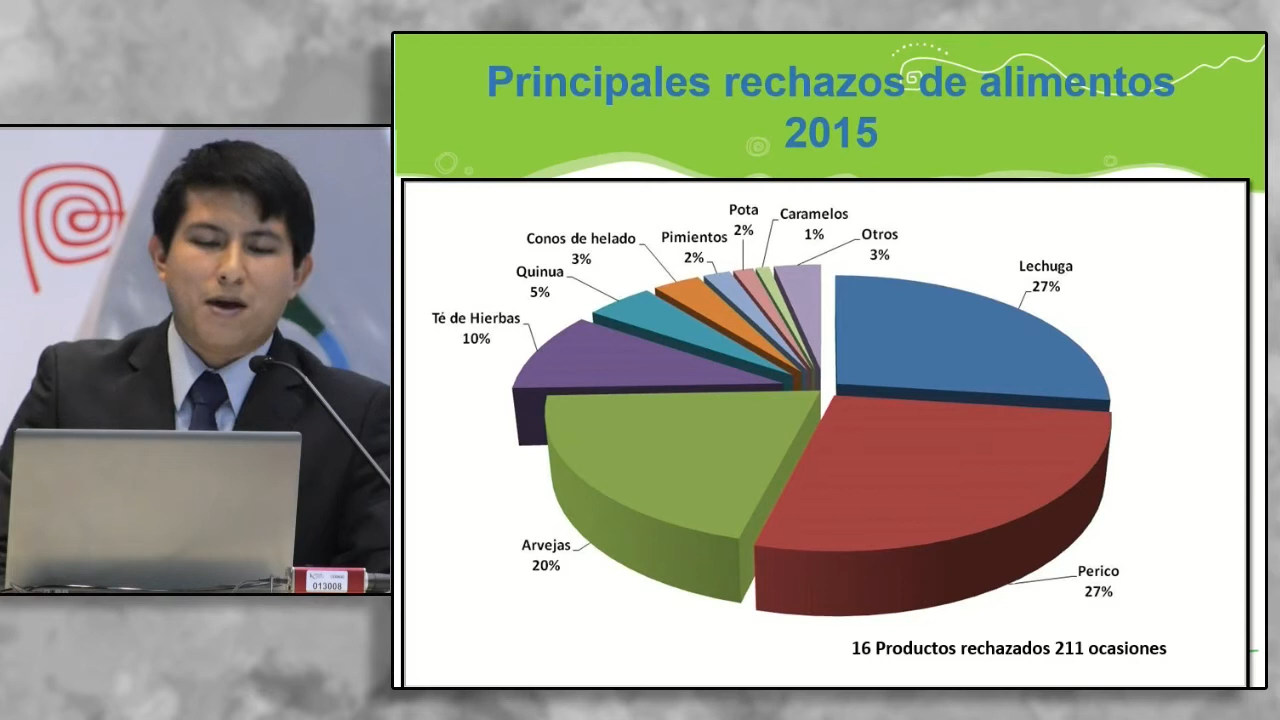 Principales rechazos de alimentos
2015
Pota
2%
Caramelos
1%
Otros
3%
Pimientos
2%
Conos de helado
3%
Quinua
5%
Té de Hierbas
10%
Lechuga
27%
Arvejas
20%
Perico
27%
16 Productos rechazados 211 ocasiones
013008